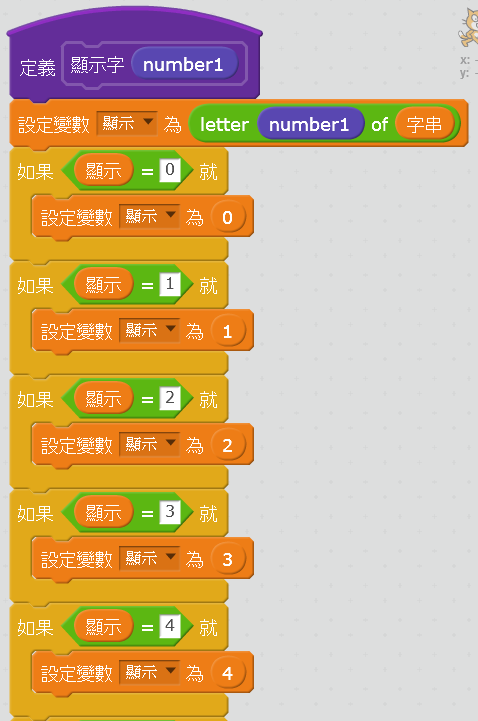 定義 顯示字 number1
x: -
y: -
設定變數 顯示 為 letter number1 of 字串
如果 顯示 = 0 就
設定變數 顯示 為 0
如果 顯示 = 1 就
設定變數 顯示 為 1
如果 顯示 = 2 就
設定變數 顯示 為 2
如果 顯示 = 3 就
設定變數 顯示 為 3
如果 顯示 = 4 就
設定變數 顯示 為 4